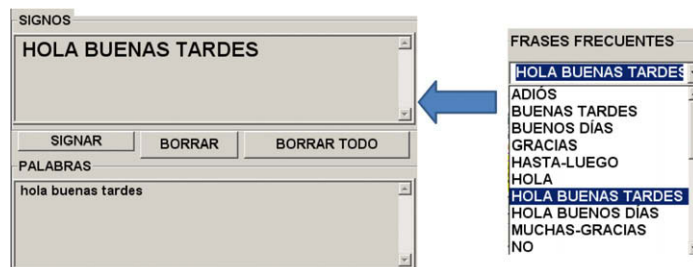 SIGNOS
HOLA BUENAS TARDES
SIGNAR
BORRAR
BORRAR TODO
PALABRAS
hola buenas tardes
FRASES FRECUENTES
HOLA BUENAS TARDES
ADIÓS
BUENAS TARDES
BUENOS DÍAS
GRACIAS
HASTA-LUEGO
HOLA
HOLA BUENAS TARDES
HOLA BUENOS DÍAS
MUCHAS-GRACIAS
NO